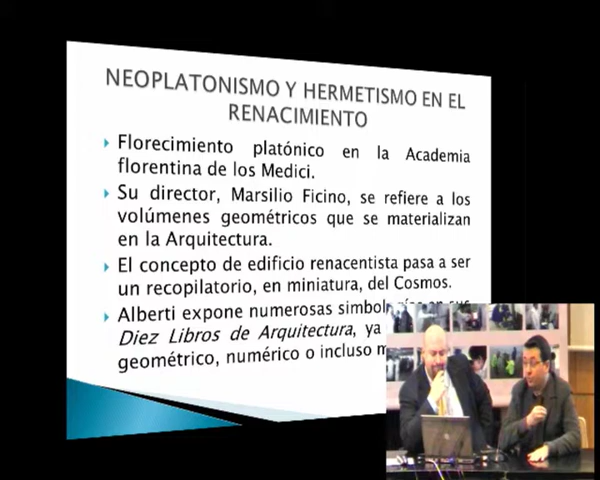 NEOPLATONISMO Y HERMETISMO EN EL
RENACIMIENTO
Florecimiento platónico en la Academia
florentina de los Medici.
Su director, Marsilio Ficino, se refiere a los
volúmenes geométricos que se materializan
en la Arquitectura.
El concepto de edificio renacentista pasa a ser
un recopilatorio, en miniatura, del Cosmos.
Alberti expone numerosas
Diez Libros de Arquitectura, ya
geométrico, numérico o incluso